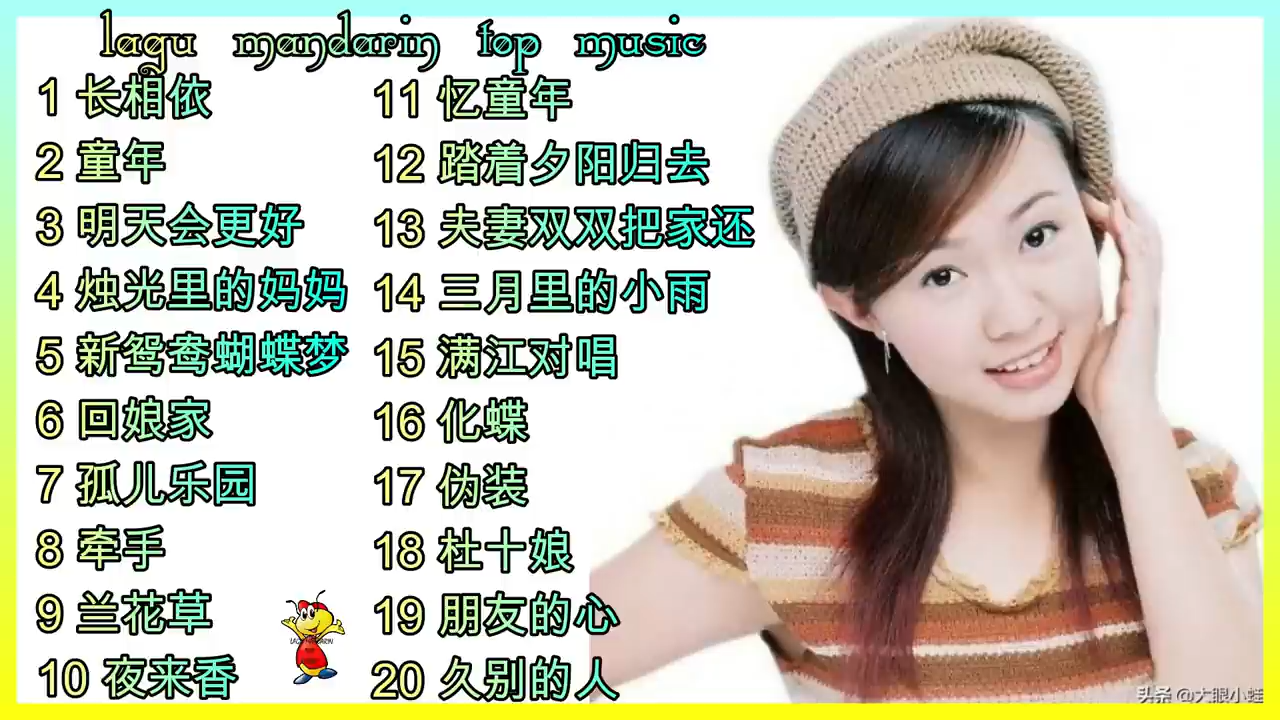 lagu mandarin top music
1 长相依
2 童年
3 明天会更好
4 烛光里的妈妈
5 新鸳鸯蝴蝶梦
6 回娘家
7 孤儿乐园
8 牵手
9 兰花草
10 夜来香
11 忆童年
12 踏着夕阳归去
13 夫妻双双把家还
14 三月里的小雨
15 满江对唱
16 化蝶
17 伪装
18 杜十娘
19 朋友的心
20 久别的人
头条 @大眼小蛙